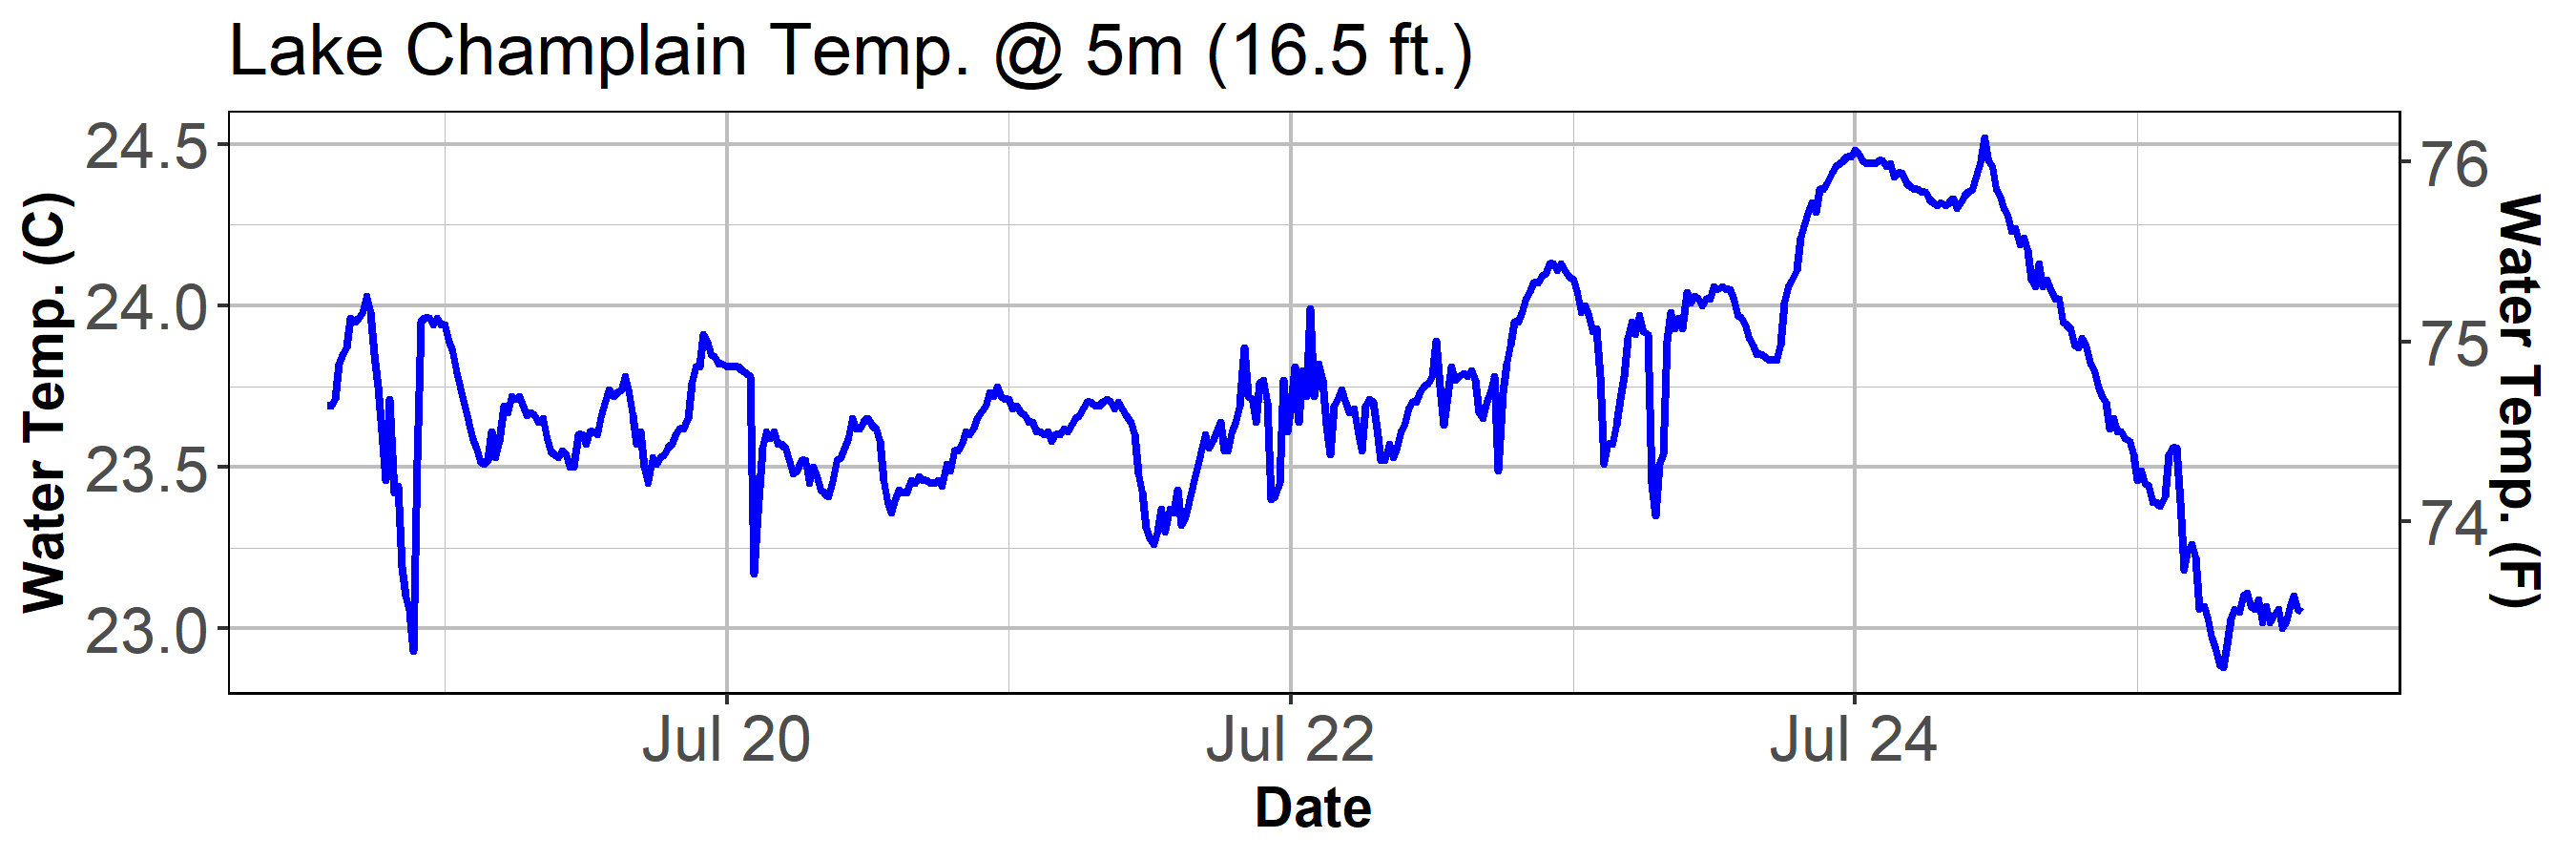 Lake Champlain Temp. @ 5m (16.5 ft.)
Water Temp. (C)
24.5
24.0
23.5
23.0
76
75
74
Water Temp. (F)
Jul 20
Jul 22
Jul 24
Date